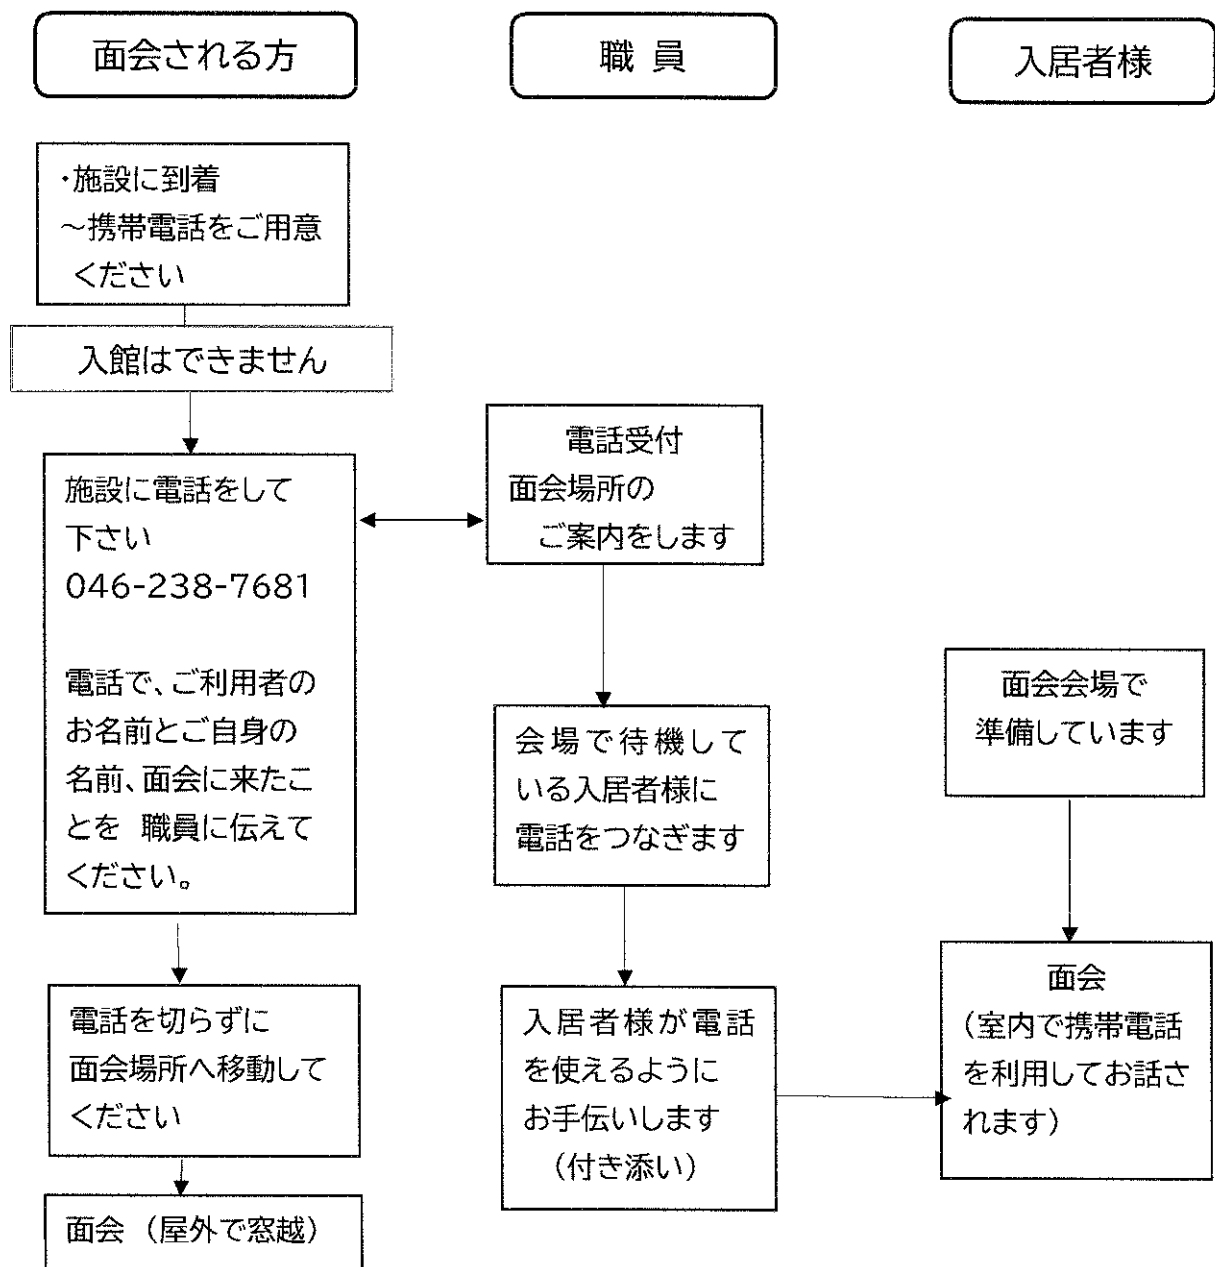 面会される方
職 員
入居者様
・施設に到着
～携帯電話をご用意
ください
入館はできません
施設に電話をして
下さい
046-238-7681
電話で、ご利用者の
お名前とご自身の
名前、面会に来たこ
とを 職員に伝えて
ください。
電話を切らずに
面会場所へ移動して
ください
面会 （屋外で窓越）
電話受付
面会場所の
ご案内をします
会場で待機して
いる入居者様に
電話をつなぎます
入居者様が電話
を使えるように
お手伝いします
（付き添い）
面会会場で
準備しています
面会
（室内で携帯電話
を利用してお話さ
れます）